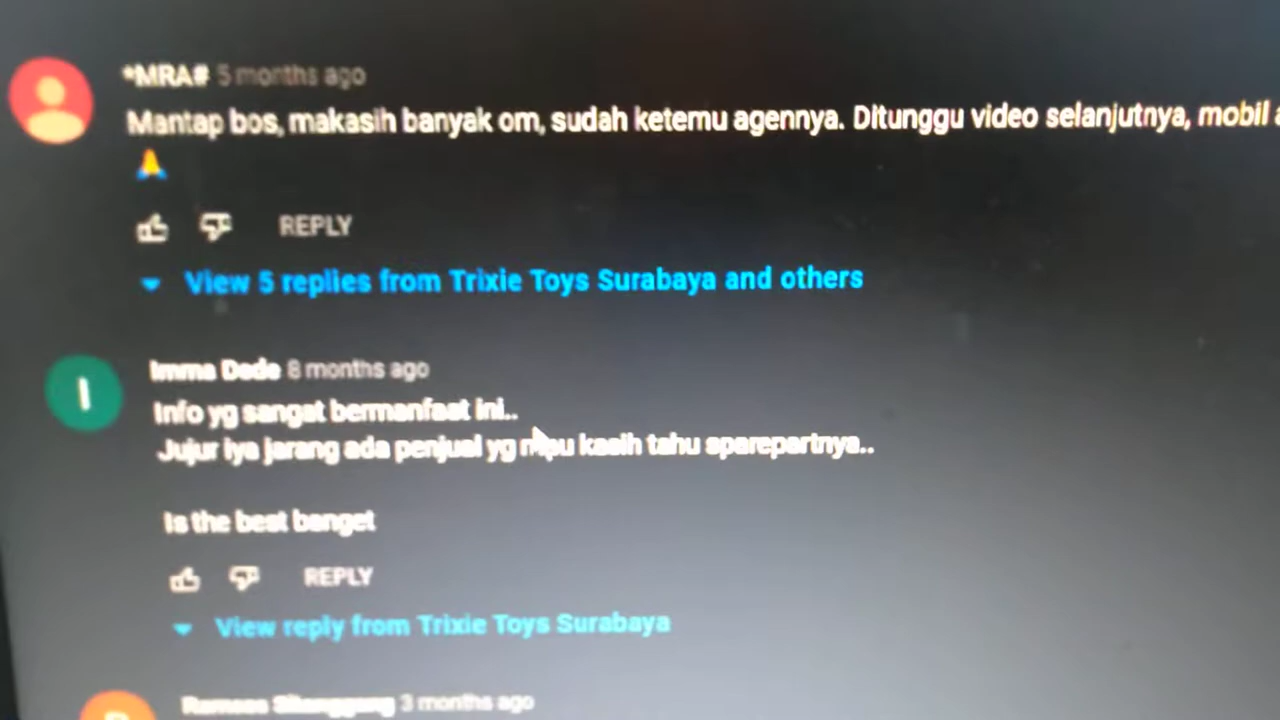 *MRA# 5 months ago
Mantap bos, makasih banyak om, sudah ketemu agennya. Ditunggu video selanjutnya, mobil a
REPLY
View 5 replies from Trixie Toys Surabaya and others
I
Imma Dede 8 months ago
Info yg sangat bermanfaat ini..
Jujur iya jarang ada penjual yg kasih tahu sparepartnya..
Is the best banget
REPLY
View reply from Trixie Toys Surabaya
3 months ago